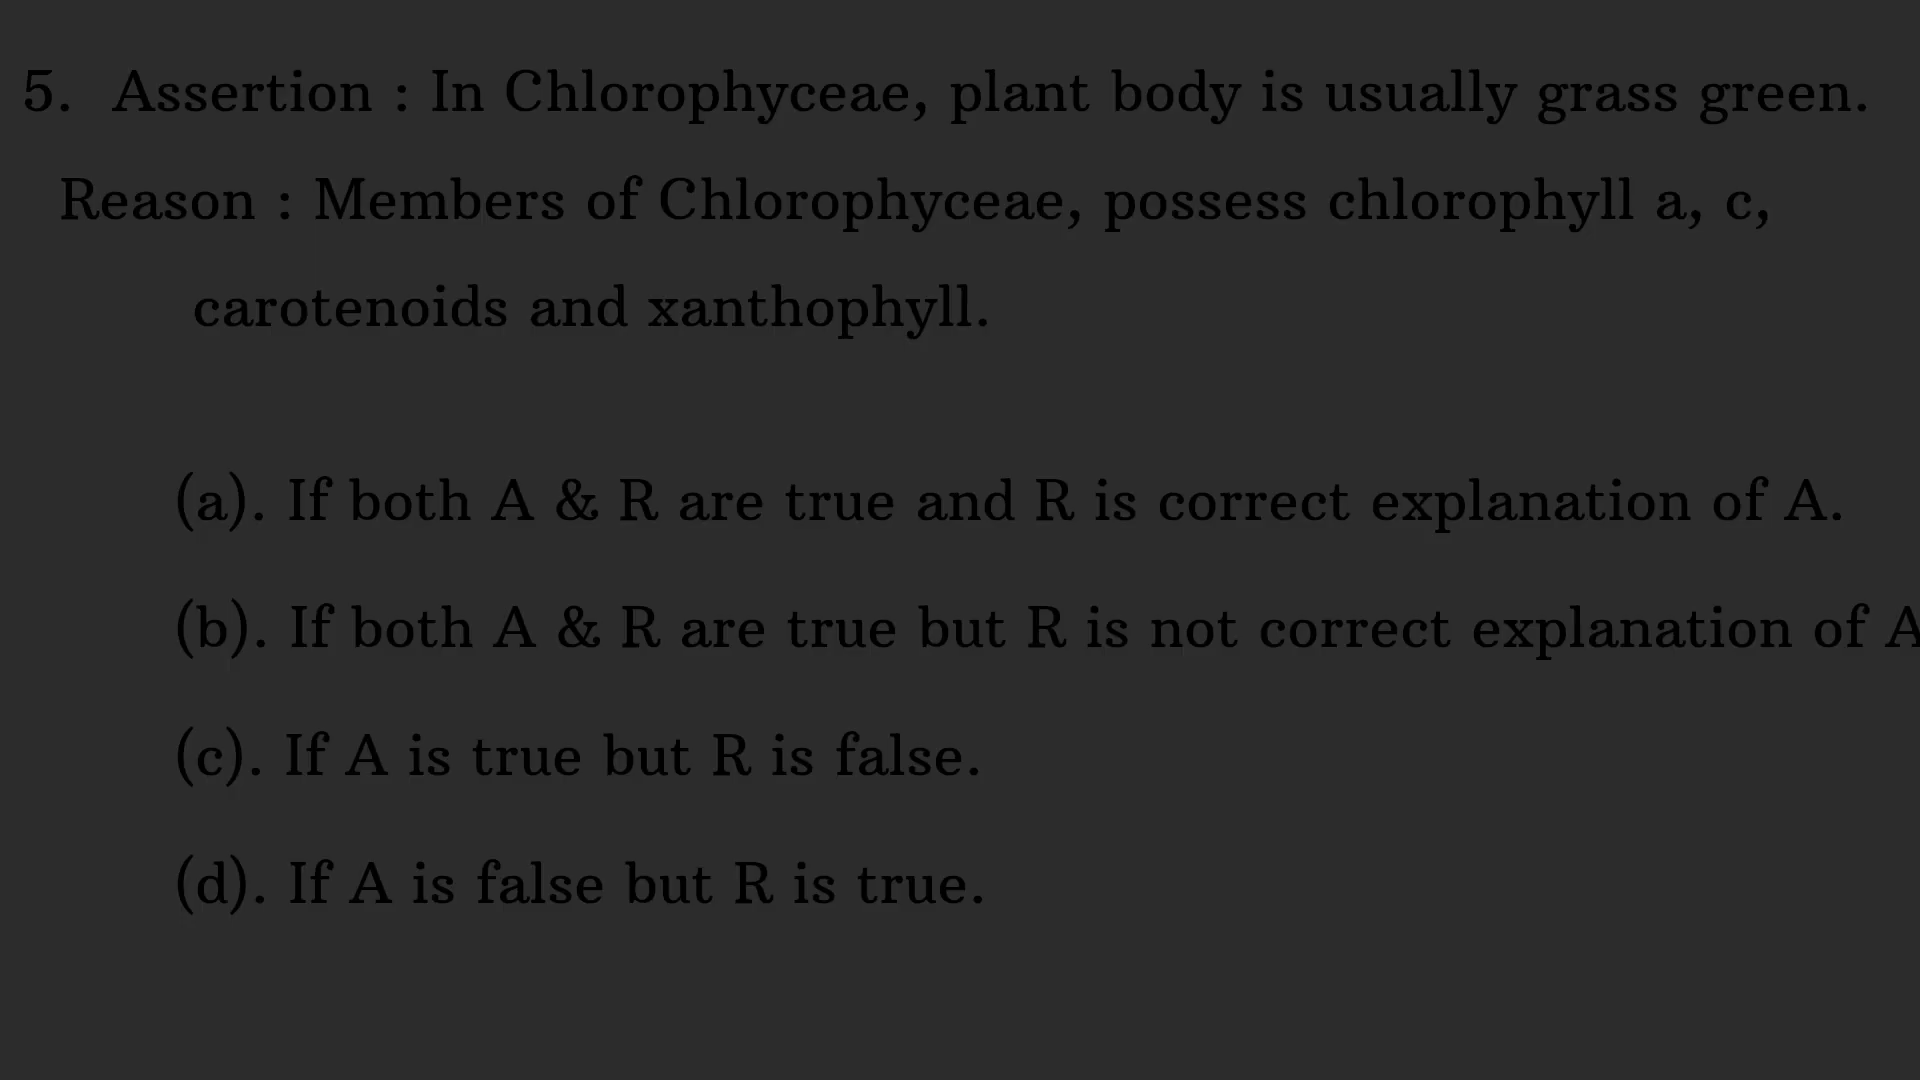 5. Assertion : In Chlorophyceae, plant body is usually grass green.
Reason : Members of Chlorophyceae, possess chlorophyll a, c,
carotenoids and xanthophyll.
(a). If both A & R are true and R is correct explanation of A.
(b). If both A & R are true but R is not correct explanation of A
(c). If A is true but R is false.
(d). If A is false but R is true.